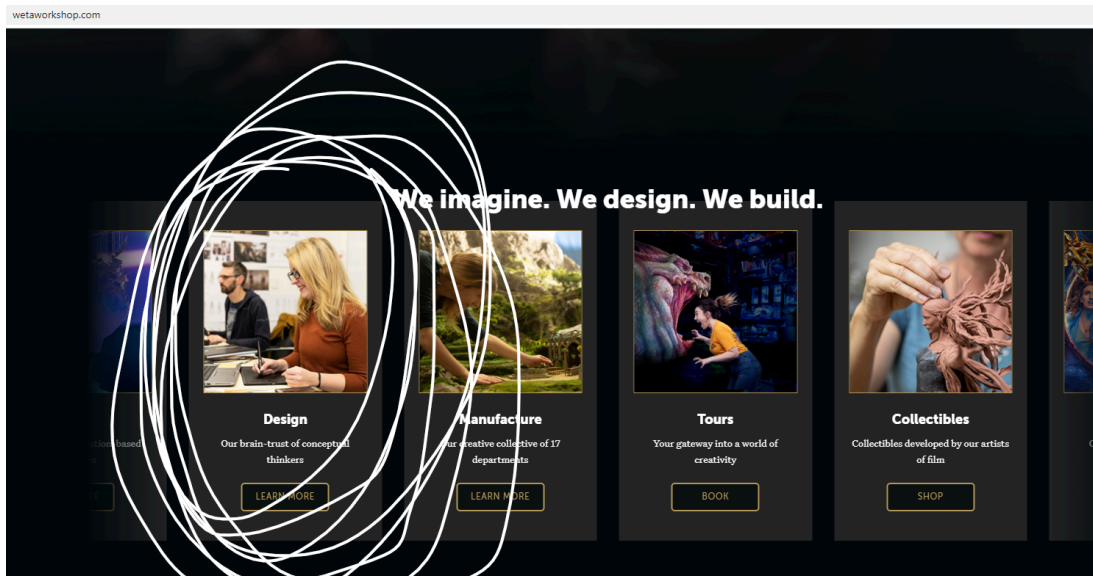 wetaworkshop.com
We imagine. We design. We build.
Design
Our brain-trust of conceptual
thinkers
LEARN MORE
Manufacture
Our creative collective of 17
departments
LEARN MORE
Tours
Your gateway into a world of
creativity
BOOK
Collectibles
Collectibles developed by our artists
of film
SHOP